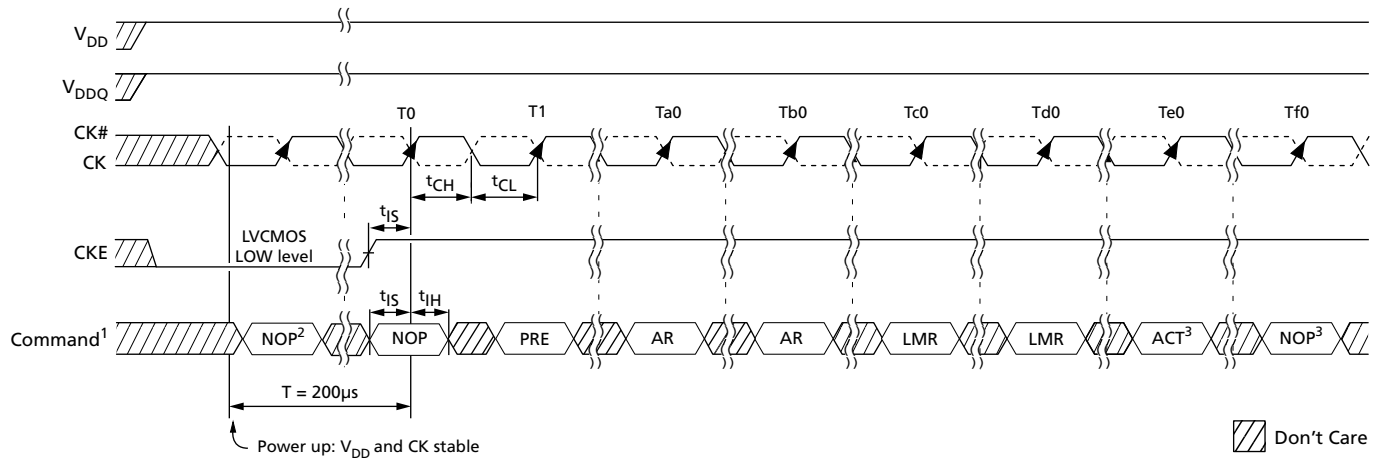 VDD
VDDQ
T0 T1 Ta0 Tb0 Tc0 Td0 Te0 Tf0
CK#
CK
tCH tCL
tIS
LVCMOS
LOW level
CKE
tIS tIH
Command¹ NOP² NOP PRE AR AR LMR LMR ACT³ NOP³
T = 200µs
Power up: VDD and CK stable
Don't Care